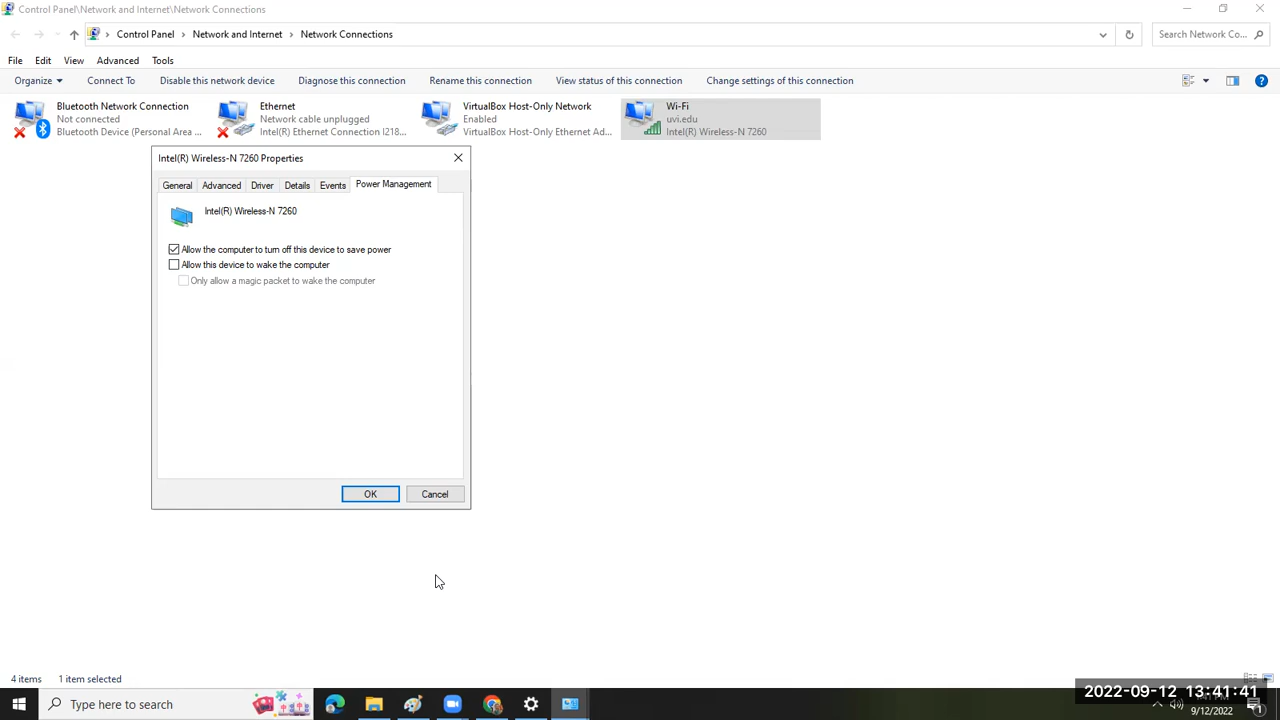 Control Panel\Network and Internet\Network Connections
Control Panel > Network and Internet > Network Connections
Search Network Co...
File Edit View Advanced Tools
Organize Connect To Disable this network device Diagnose this connection Rename this connection View status of this connection Change settings of this connection
Bluetooth Network Connection
Not connected
Bluetooth Device (Personal Area ...
Ethernet
Network cable unplugged
Intel(R) Ethernet Connection I218...
VirtualBox Host-Only Network
Enabled
VirtualBox Host-Only Ethernet Ad...
Wi-Fi
uvi.edu
Intel(R) Wireless-N 7260
Intel(R) Wireless-N 7260 Properties
General Advanced Driver Details Events Power Management
Intel(R) Wireless-N 7260
Allow the computer to turn off this device to save power
Allow this device to wake the computer
Only allow a magic packet to wake the computer
OK Cancel
4 items 1 item selected
Type here to search
2022-09-12 13:41:41
9/12/2022
1